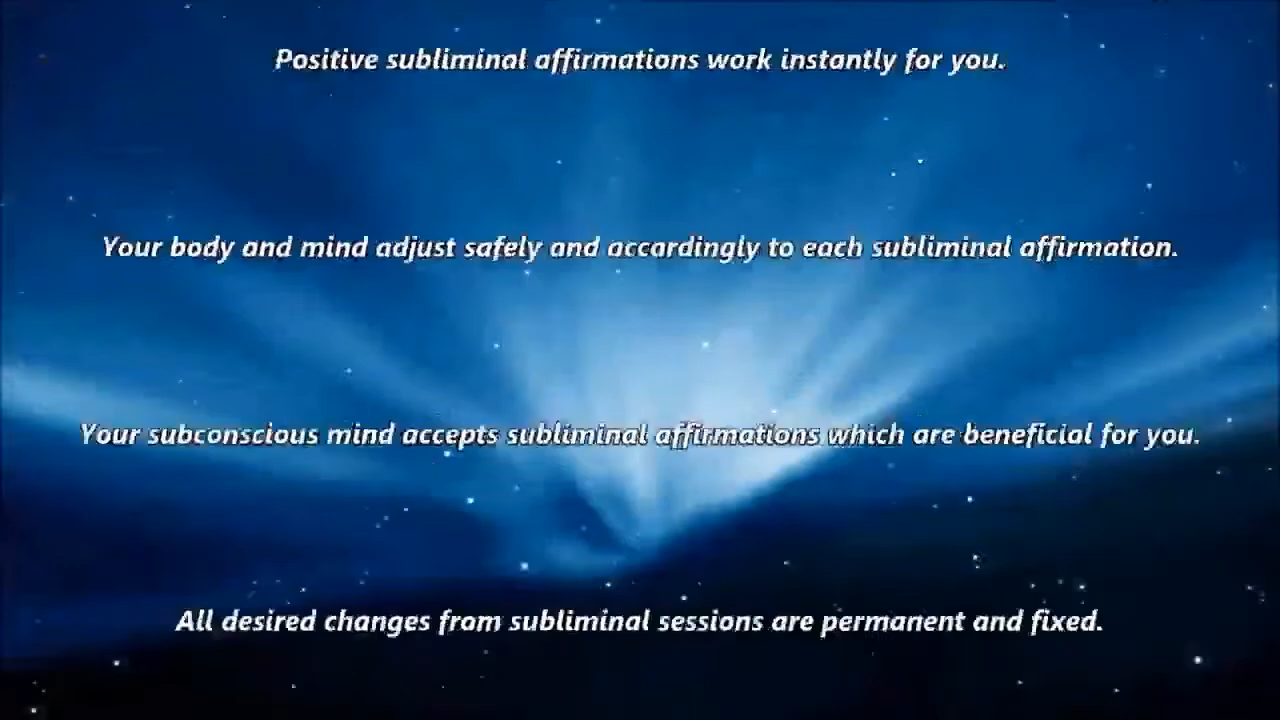 Positive subliminal affirmations work instantly for you.
Your body and mind adjust safely and accordingly to each subliminal affirmation.
Your subconscious mind accepts subliminal affirmations which are beneficial for you.
All desired changes from subliminal sessions are permanent and fixed.